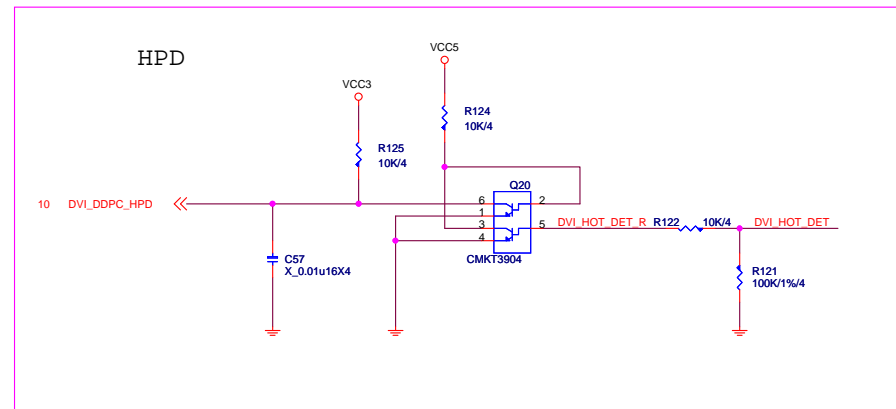 HPD
VCC5
VCC3
R124
10K/4
R125
10K/4
Q20
10 DVI_DDPC_HPD
6 2
1
3 5
4
DVI_HOT_DET_R R122 10K/4 DVI_HOT_DET
CMKT3904
C57
X_0.01u16X4
R121
100K/1%/4